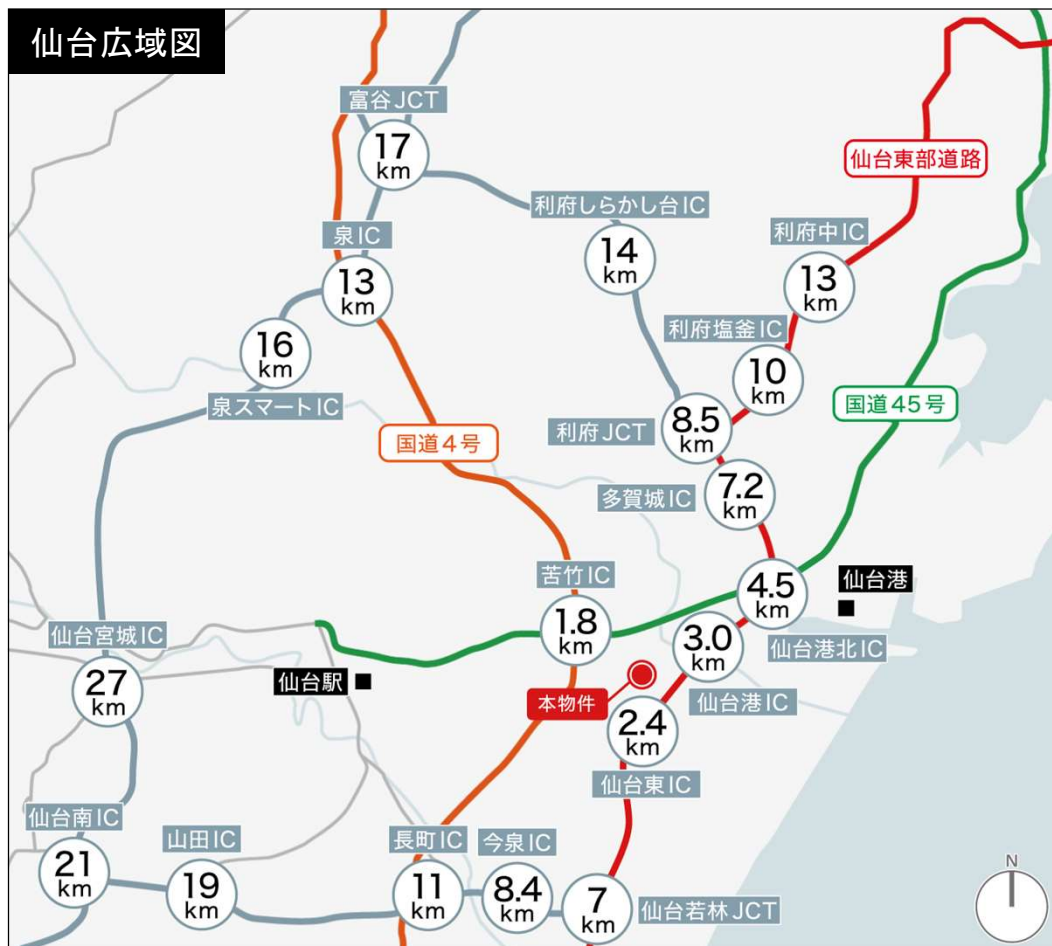 仙台広域図
富谷JCT
17
km
仙台東部道路
利府しらかし台IC
14
km
利府中IC
13
km
泉IC
13
km
16
km
泉スマートIC
利府塩釜IC
10
km
国道4号
利府JCT
8.5
km
国道45号
多賀城IC
7.2
km
苦竹IC
1.8
km
4.5
km
仙台港
仙台港北IC
3.0
km
仙台港IC
仙台宮城IC
27
km
仙台駅
本物件
2.4
km
仙台東IC
仙台南IC
21
km
山田IC
19
km
長町IC
11
km
今泉IC
8.4
km
7
km
仙台若林JCT
N